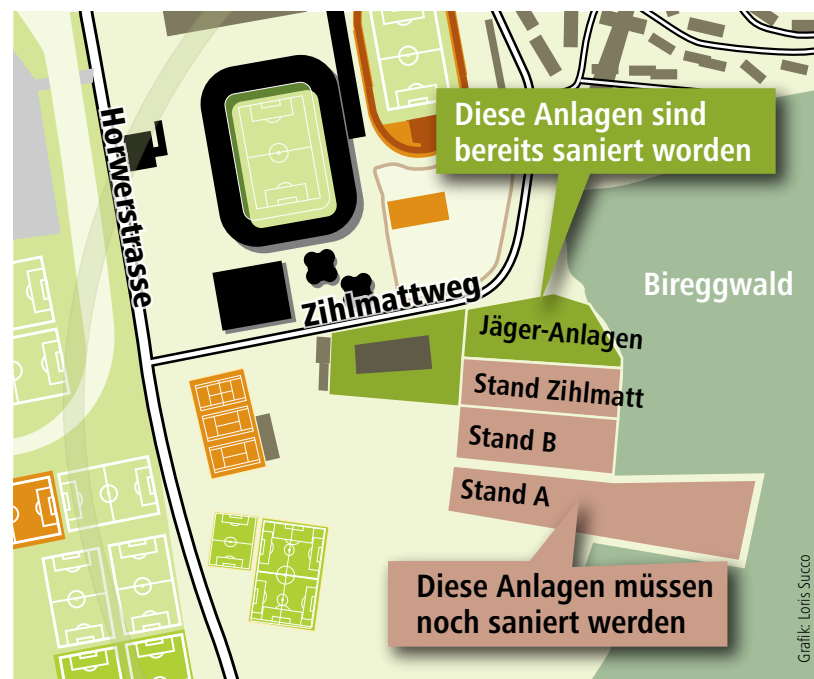 Diese Anlagen sind
bereits saniert worden
Horwerstrasse
Bireggwald
Zihlmattweg
Jäger-Anlagen
Stand Zihlmatt
Stand B
Stand A
Diese Anlagen müssen
noch saniert werden
Grafik: Loris Succo